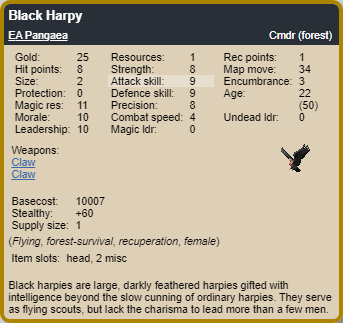 Black Harpy
EA Pangaea Cmdr (forest)
Gold: 25 Resources: 1 Rec points: 1
Hit points: 8 Strength: 8 Map move: 34
Size: 2 Attack skill: 9 Encumbrance: 3
Protection: 0 Defence skill: 9 Age: 22
Magic res: 11 Precision: 8 (50)
Morale: 10 Combat speed: 4 Undead ldr: 0
Leadership: 10 Magic ldr: 0
Weapons:
Claw
Claw
Basecost: 10007
Stealthy: +60
Supply size: 1
(Flying, forest-survival, recuperation, female)
Item slots: head, 2 misc
Black harpies are large, darkly feathered harpies gifted with
intelligence beyond the slow cunning of ordinary harpies. They serve
as flying scouts, but lack the charisma to lead more than a few men.